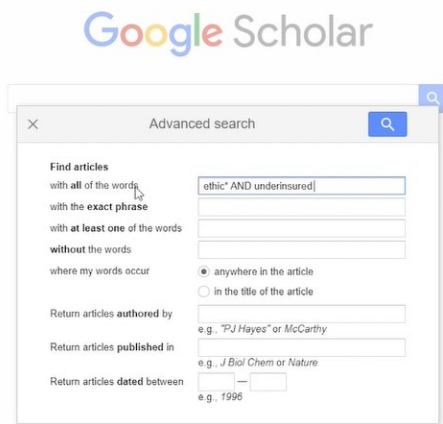 Google Scholar
Advanced search
Find articles
with all of the words ethic* AND underinsured
with the exact phrase
with at least one of the words
without the words
where my words occur anywhere in the article
in the title of the article
Return articles authored by
e.g., "PJ Hayes" or McCarthy
Return articles published in
e.g., J Biol Chem or Nature
Return articles dated between —
e.g., 1996